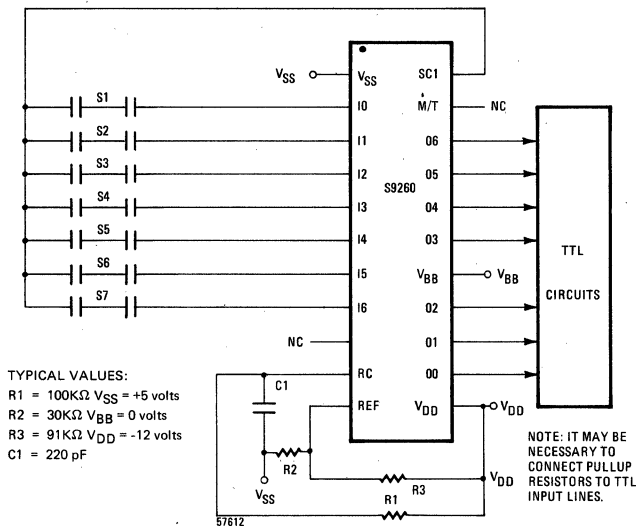 VSS
VSS
SC1
S1
I0
M/T
NC
S2
I1
06
S3
I2
S9260
05
S4
I3
04
S5
I4
03
TTL
CIRCUITS
S6
I5
VBB
VBB
S7
I6
02
NC
01
RC
00
C1
REF
VDD
VDD
R2
VSS
R3
VDD
R1
TYPICAL VALUES:
R1 = 100KΩ VSS = +5 volts
R2 = 30KΩ VBB = 0 volts
R3 = 91KΩ VDD = -12 volts
C1 = 220 pF
NOTE: IT MAY BE
NECESSARY TO
CONNECT PULLUP
RESISTORS TO TTL
INPUT LINES.
57612